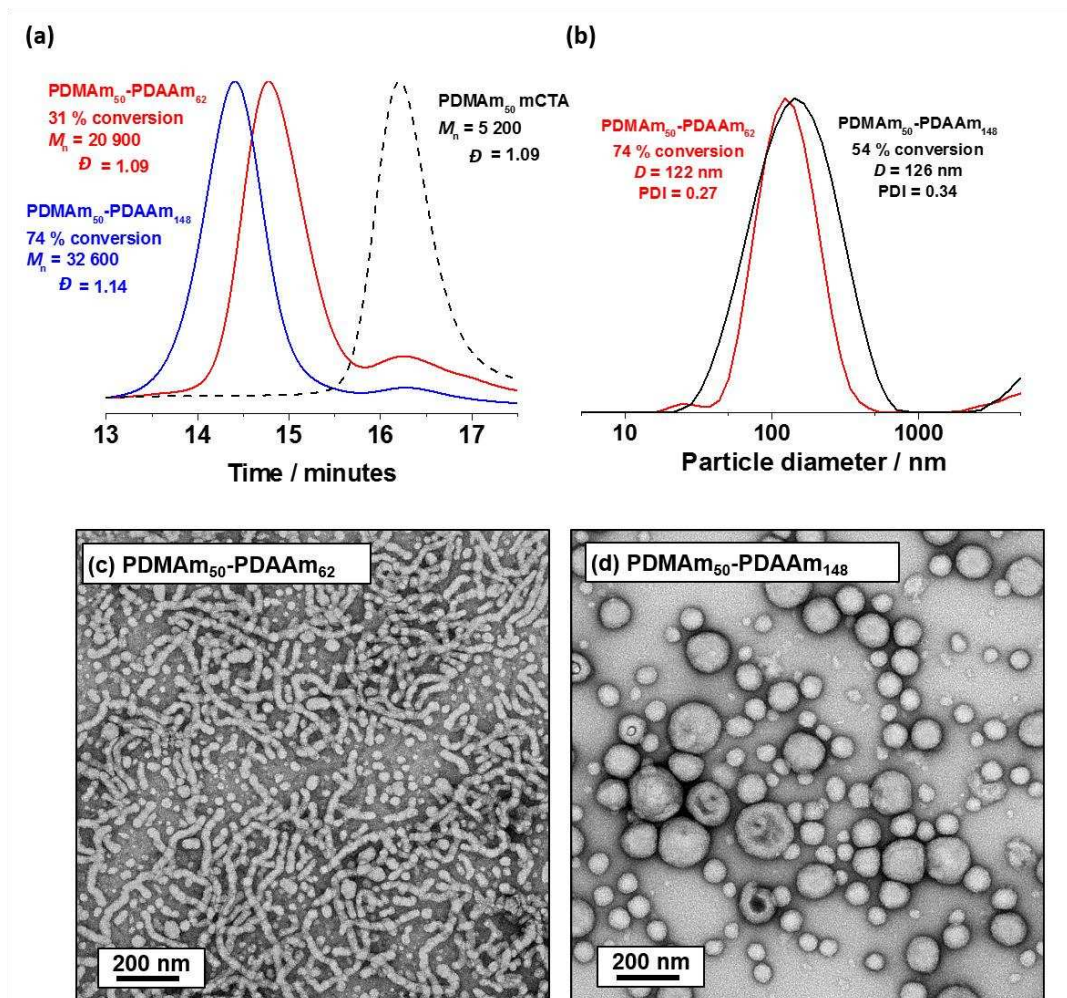 (a)
PDMAm50-PDAAm62
31 % conversion
Mn = 20 900
Đ = 1.09
PDMAm50-PDAAm148
74 % conversion
Mn = 32 600
Đ = 1.14
PDMAm50 mCTA
Mn = 5 200
Đ = 1.09
13 14 15 16 17
Time / minutes
(b)
PDMAm50-PDAAm62
74 % conversion
D = 122 nm
PDI = 0.27
PDMAm50-PDAAm148
54 % conversion
D = 126 nm
PDI = 0.34
10 100 1000
Particle diameter / nm
(c) PDMAm50-PDAAm62
200 nm
(d) PDMAm50-PDAAm148
200 nm